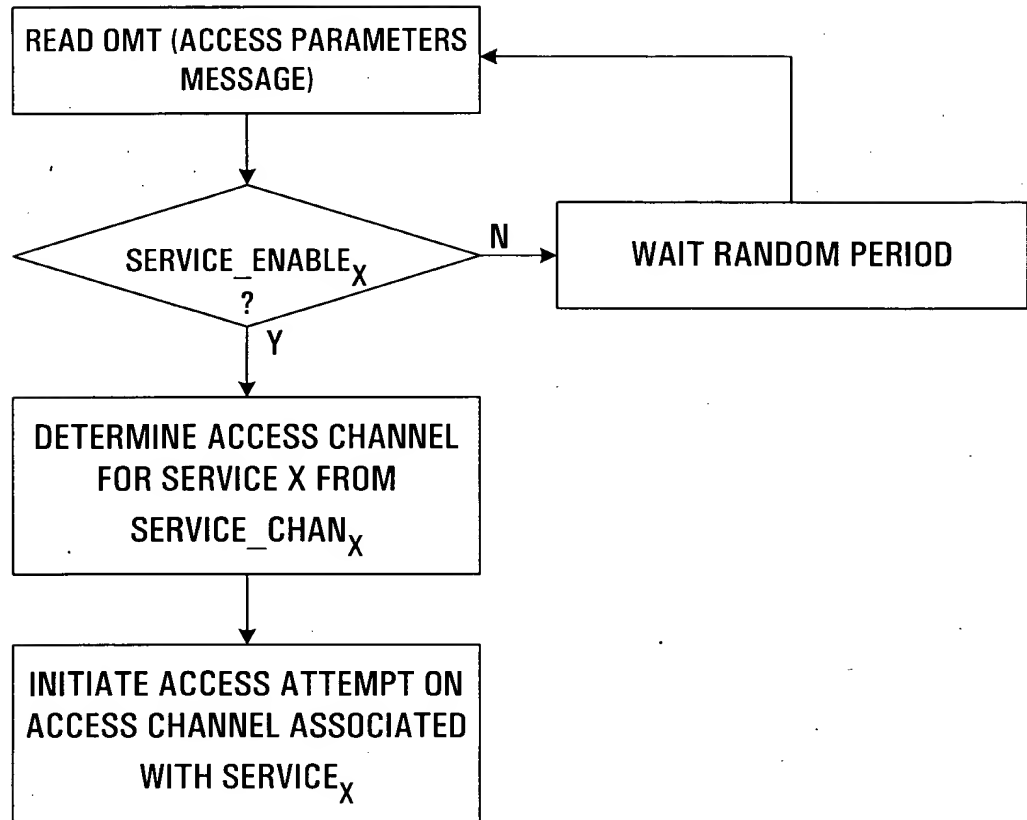 READ OMT (ACCESS PARAMETERS
MESSAGE)
SERVICE_ENABLEX
?
N
WAIT RANDOM PERIOD
Y
DETERMINE ACCESS CHANNEL
FOR SERVICE X FROM
SERVICE_CHANX
INITIATE ACCESS ATTEMPT ON
ACCESS CHANNEL ASSOCIATED
WITH SERVICEX